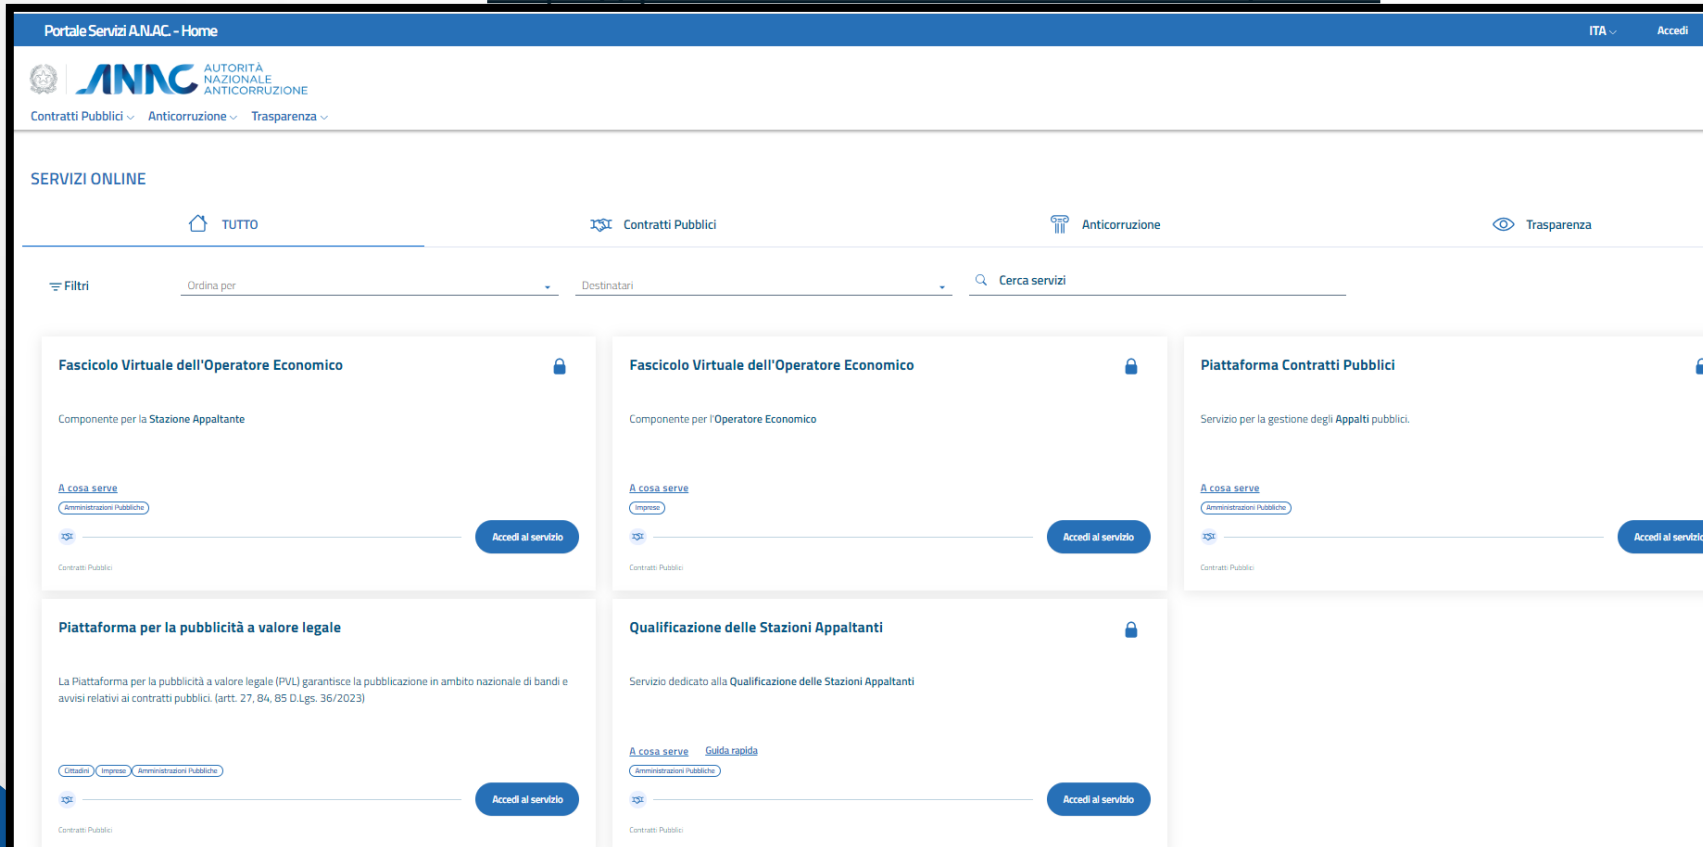 Portale Servizi A.N.AC. - Home
ITA
Accedi
ANAC
AUTORITÀ
NAZIONALE
ANTICORRUZIONE
Contratti Pubblici
Anticorruzione
Trasparenza
SERVIZI ONLINE
TUTTO
Contratti Pubblici
Anticorruzione
Trasparenza
Filtri
Ordina per
Destinatari
Cerca servizi
Fascicolo Virtuale dell'Operatore Economico
Componente per la Stazione Appaltante
A cosa serve
Amministrazioni Pubbliche
Accedi al servizio
Contratti Pubblici
Fascicolo Virtuale dell'Operatore Economico
Componente per l'Operatore Economico
A cosa serve
Imprese
Accedi al servizio
Contratti Pubblici
Piattaforma Contratti Pubblici
Servizio per la gestione degli Appalti pubblici.
A cosa serve
Amministrazioni Pubbliche
Accedi al servizio
Contratti Pubblici
Piattaforma per la pubblicità a valore legale
La Piattaforma per la pubblicità a valore legale (PVL) garantisce la pubblicazione in ambito nazionale di bandi e
avvisi relativi ai contratti pubblici. (artt. 27, 84, 85 D.Lgs. 36/2023)
Cittadini Imprese Amministrazioni Pubbliche
Accedi al servizio
Contratti Pubblici
Qualificazione delle Stazioni Appaltanti
Servizio dedicato alla Qualificazione delle Stazioni Appaltanti
A cosa serve Guida rapida
Amministrazioni Pubbliche
Accedi al servizio
Contratti Pubblici